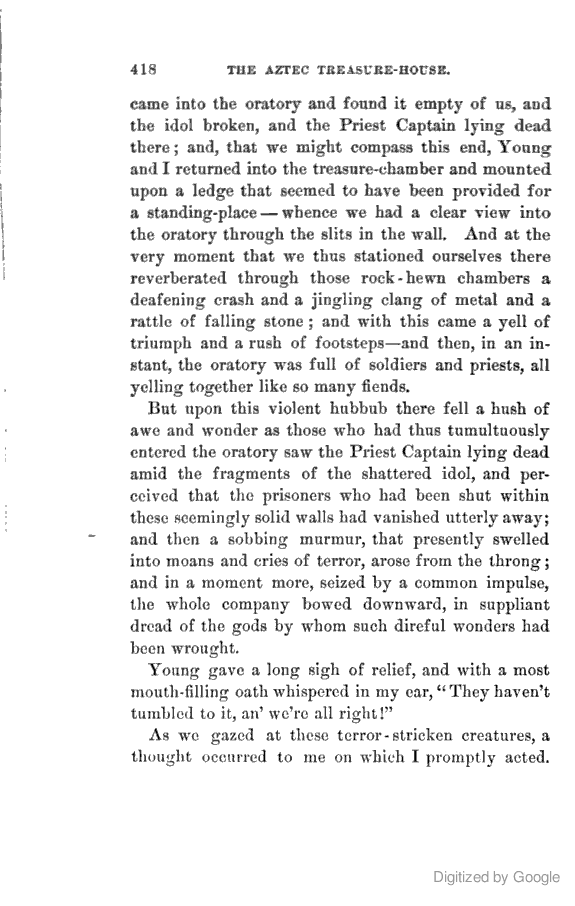 418 THE AZTEC TREASURE-HOUSE.
came into the oratory and found it empty of us, and
the idol broken, and the Priest Captain lying dead
there; and, that we might compass this end, Young
and I returned into the treasure-chamber and mounted
upon a ledge that seemed to have been provided for
a standing-place—whence we had a clear view into
the oratory through the slits in the wall. And at the
very moment that we thus stationed ourselves there
reverberated through those rock-hewn chambers a
deafening crash and a jingling clang of metal and a
rattle of falling stone; and with this came a yell of
triumph and a rush of footsteps—and then, in an in-
stant, the oratory was full of soldiers and priests, all
yelling together like so many fiends.
But upon this violent hubbub there fell a hush of
awe and wonder as those who had thus tumultuously
entered the oratory saw the Priest Captain lying dead
amid the fragments of the shattered idol, and per-
ceived that the prisoners who had been shut within
these seemingly solid walls had vanished utterly away;
and then a sobbing murmur, that presently swelled
into moans and cries of terror, arose from the throng;
and in a moment more, seized by a common impulse,
the whole company bowed downward, in suppliant
dread of the gods by whom such direful wonders had
been wrought.
Young gave a long sigh of relief, and with a most
mouth-filling oath whispered in my ear, "They haven't
tumbled to it, an' we're all right!"
As we gazed at these terror-stricken creatures, a
thought occurred to me on which I promptly acted.
Digitized by Google